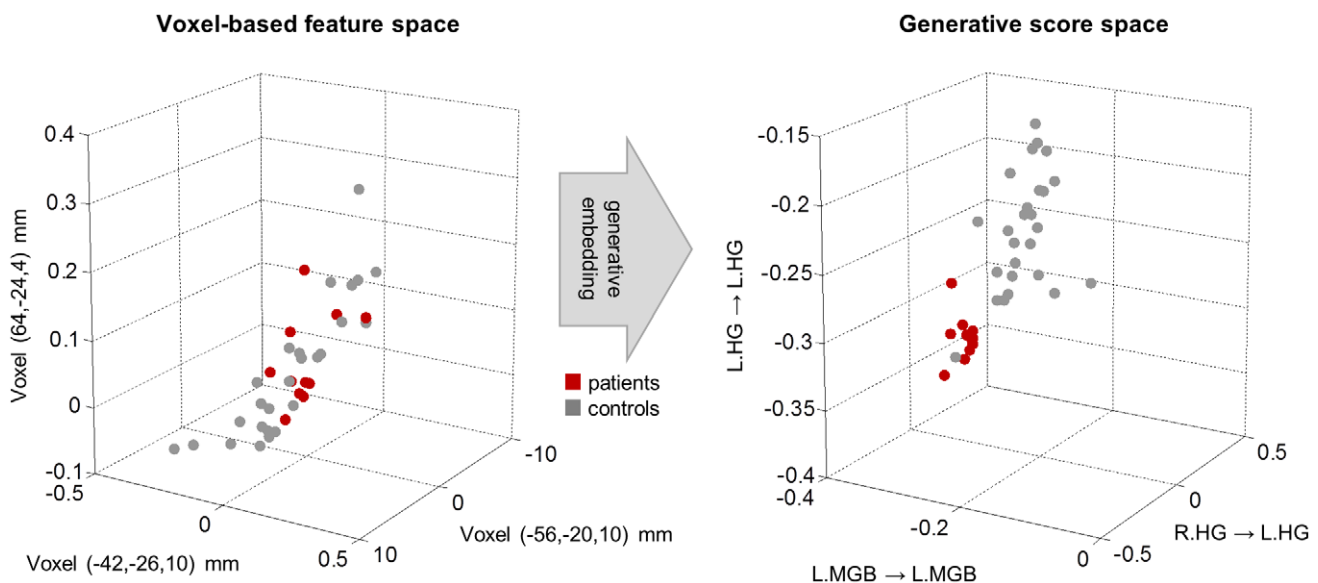 Voxel-based feature space
Generative score space
0.4
0.3
0.2
0.1
0
-0.1
Voxel (64,-24,4) mm
-0.5
0
0.5
Voxel (-42,-26,10) mm
10
0
-10
Voxel (-56,-20,10) mm
generative
embedding
patients
controls
-0.15
-0.2
-0.25
-0.3
-0.35
-0.4
L.HG → L.HG
-0.4
-0.2
0
L.MGB → L.MGB
-0.5
0
0.5
R.HG → L.HG